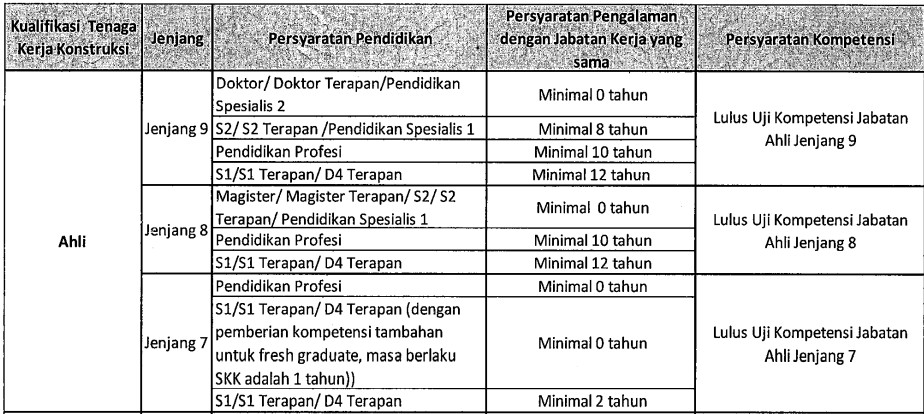 Kualifikasi Tenaga Kerja Konstruksi | Jenjang | Persyaratan Pendidikan | Persyaratan Pengalaman dengan Jabatan Kerja yang sama | Persyaratan Kompetensi
Ahli
Jenjang 9
Doktor/ Doktor Terapan/Pendidikan
Spesialis 2
Minimal 0 tahun
S2/ S2 Terapan /Pendidikan Spesialis 1
Minimal 8 tahun
Pendidikan Profesi
Minimal 10 tahun
S1/S1 Terapan/ D4 Terapan
Minimal 12 tahun
Lulus Uji Kompetensi Jabatan
Ahli Jenjang 9
Jenjang 8
Magister/ Magister Terapan/ S2/ S2
Terapan/ Pendidikan Spesialis 1
Minimal 0 tahun
Pendidikan Profesi
Minimal 10 tahun
S1/S1 Terapan/ D4 Terapan
Minimal 12 tahun
Lulus Uji Kompetensi Jabatan
Ahli Jenjang 8
Jenjang 7
Pendidikan Profesi
Minimal 0 tahun
S1/S1 Terapan/ D4 Terapan (dengan
pemberian kompetensi tambahan
untuk fresh graduate, masa berlaku
SKK adalah 1 tahun))
Minimal 0 tahun
S1/S1 Terapan/ D4 Terapan
Minimal 2 tahun
Lulus Uji Kompetensi Jabatan
Ahli Jenjang 7